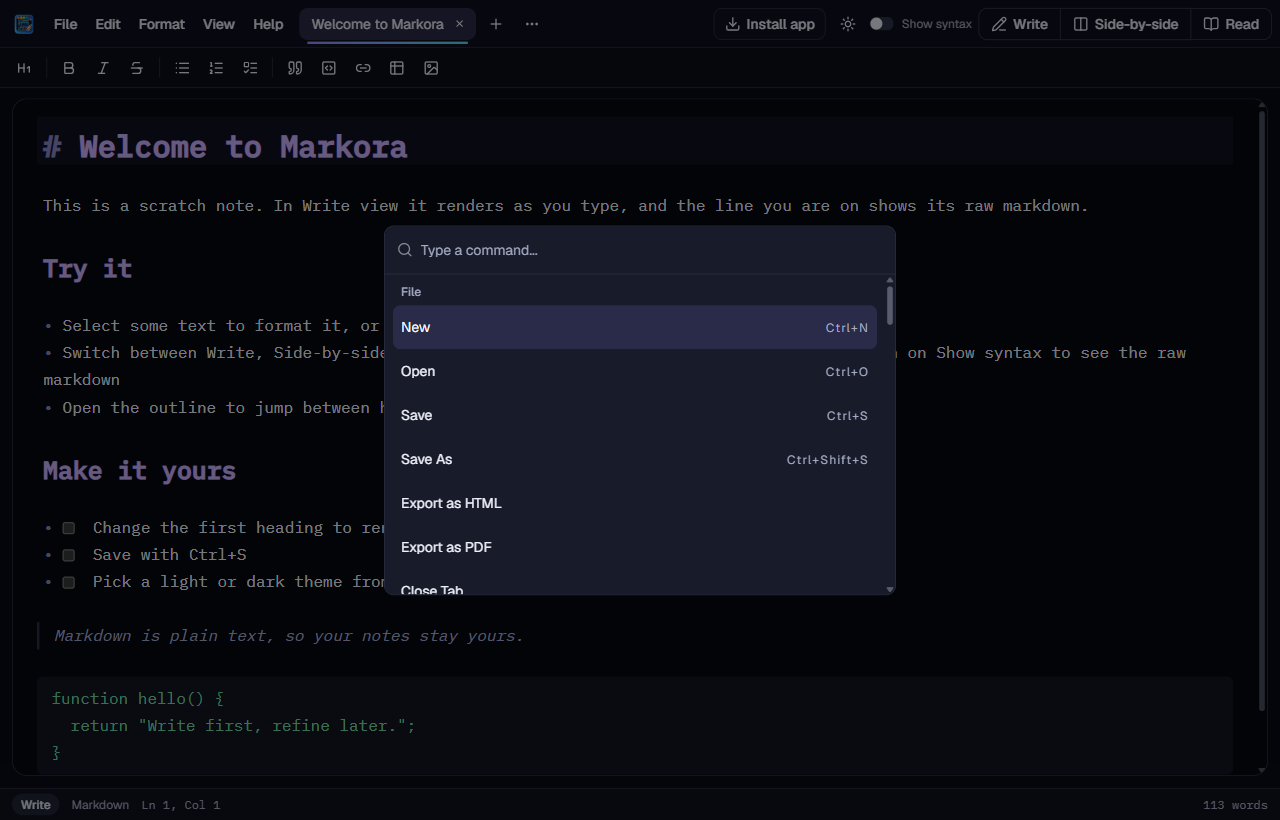 File Edit Format View Help Welcome to Markora × + ... Install app Show syntax Write Side-by-side Read
H1 B I S
# Welcome to Markora
This is a scratch note. In Write view it renders as you type, and the line you are on shows its raw markdown.
Type a command...
Try it
File
• Select some text to format it, or
New Ctrl+N
• Switch between Write, Side-by-side on Show syntax to see the raw
Open Ctrl+O
markdown
• Open the outline to jump between
Save Ctrl+S
Save As Ctrl+Shift+S
Make it yours
Export as HTML
• Change the first heading to
Export as PDF
• Save with Ctrl+S
• Pick a light or dark theme from
Close Tab
Markdown is plain text, so your notes stay yours.
function hello() {
return "Write first, refine later.";
}
Write Markdown Ln 1, Col 1 113 words